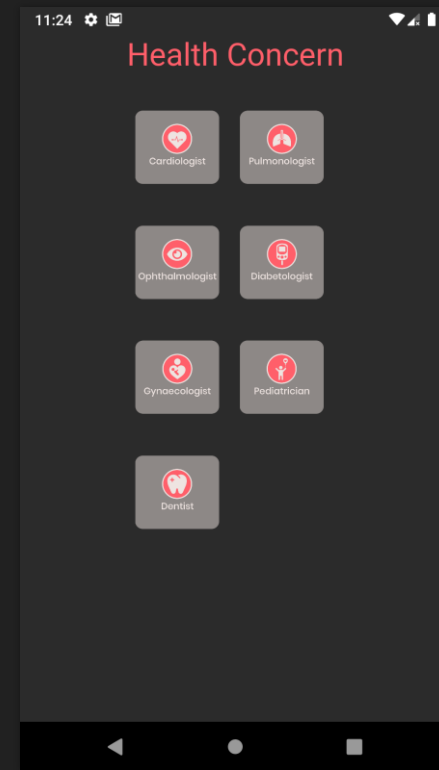 11:24
Health Concern
Cardiologist
Pulmonologist
Ophthalmologist
Diabetologist
Gynaecologist
Pediatrician
Dentist